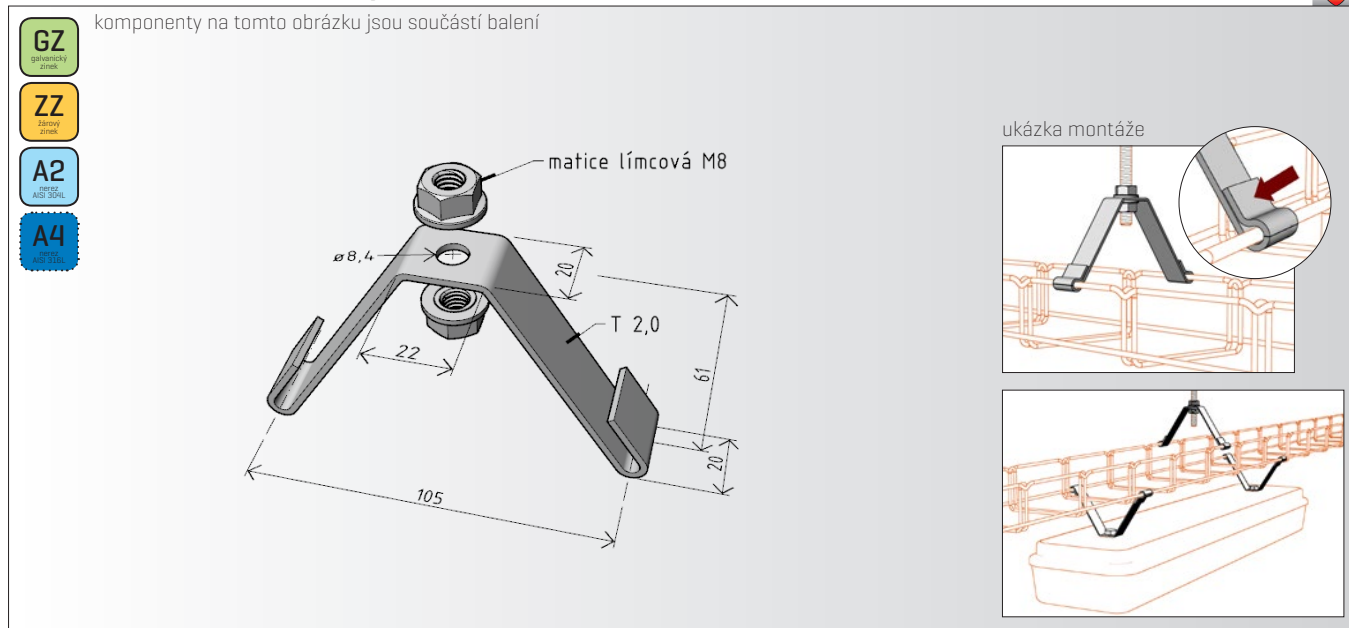 komponenty na tomto obrázku jsou součástí balení
GZ
galvanický
zinek
ZZ
žárový
zinek
A2
nerez
AISI 304L
A4
nerez
AISI 316L
matice límcová M8
ø8,4
20
T 2,0
22
61
20
105
ukázka montáže